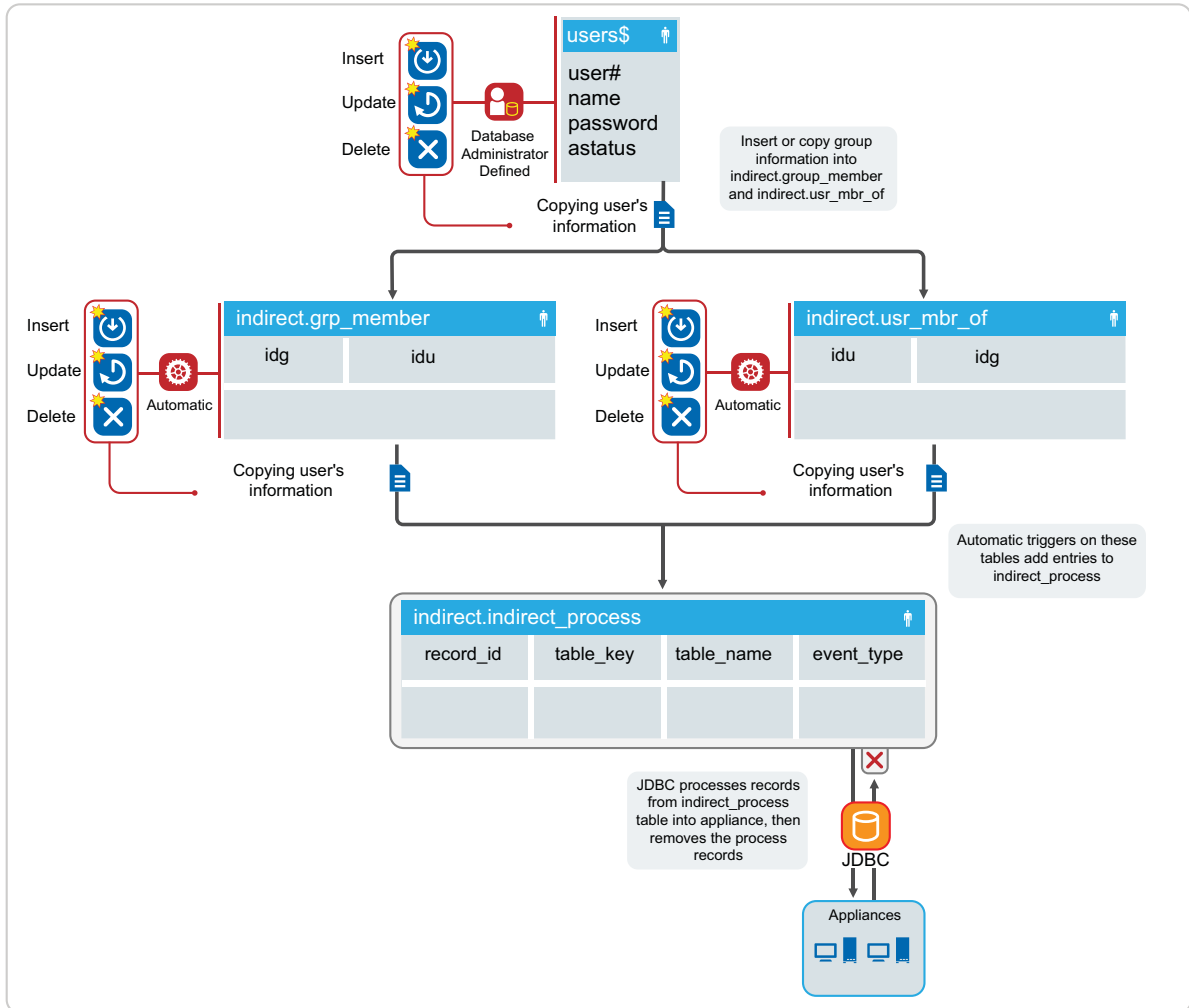 users$
Insert
Update
Delete
Database
Administrator
Defined
user#
name
password
astatus
Insert or copy group
information into
indirect.group_member
and indirect.usr_mbr_of
Copying user's
information
Insert
Update
Delete
Automatic
indirect.grp_member
idg idu
Insert
Update
Delete
Automatic
indirect.usr_mbr_of
idu idg
Copying user's
information
Copying user's
information
Automatic triggers on these
tables add entries to
indirect_process
indirect.indirect_process
record_id table_key table_name event_type
JDBC processes records
from indirect_process
table into appliance, then
removes the process
records
JDBC
Appliances